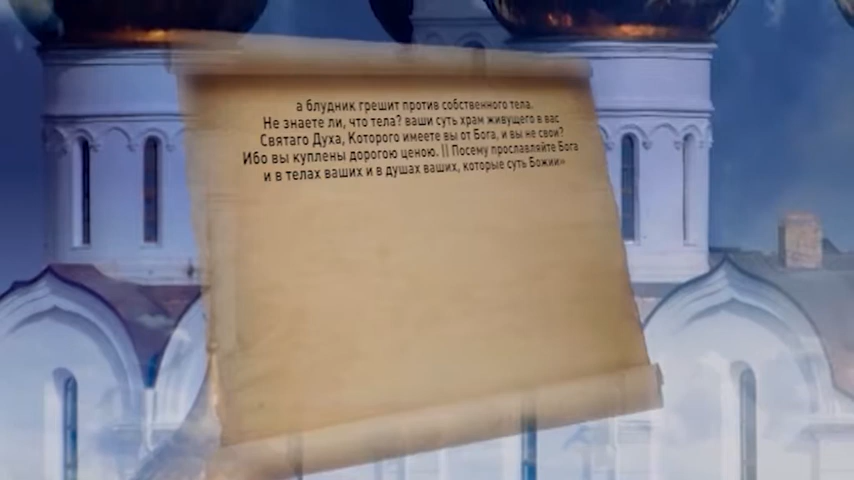 а блудник грешит против собственного тела.
Не знаете ли, что тела? ваши суть храм живущего в вас
Святаго Духа, Которого имеете вы от Бога, и вы не свои?
Ибо вы куплены дорогою ценою. || Посему прославляйте Бога
и в телах ваших и в душах ваших, которые суть Божии»